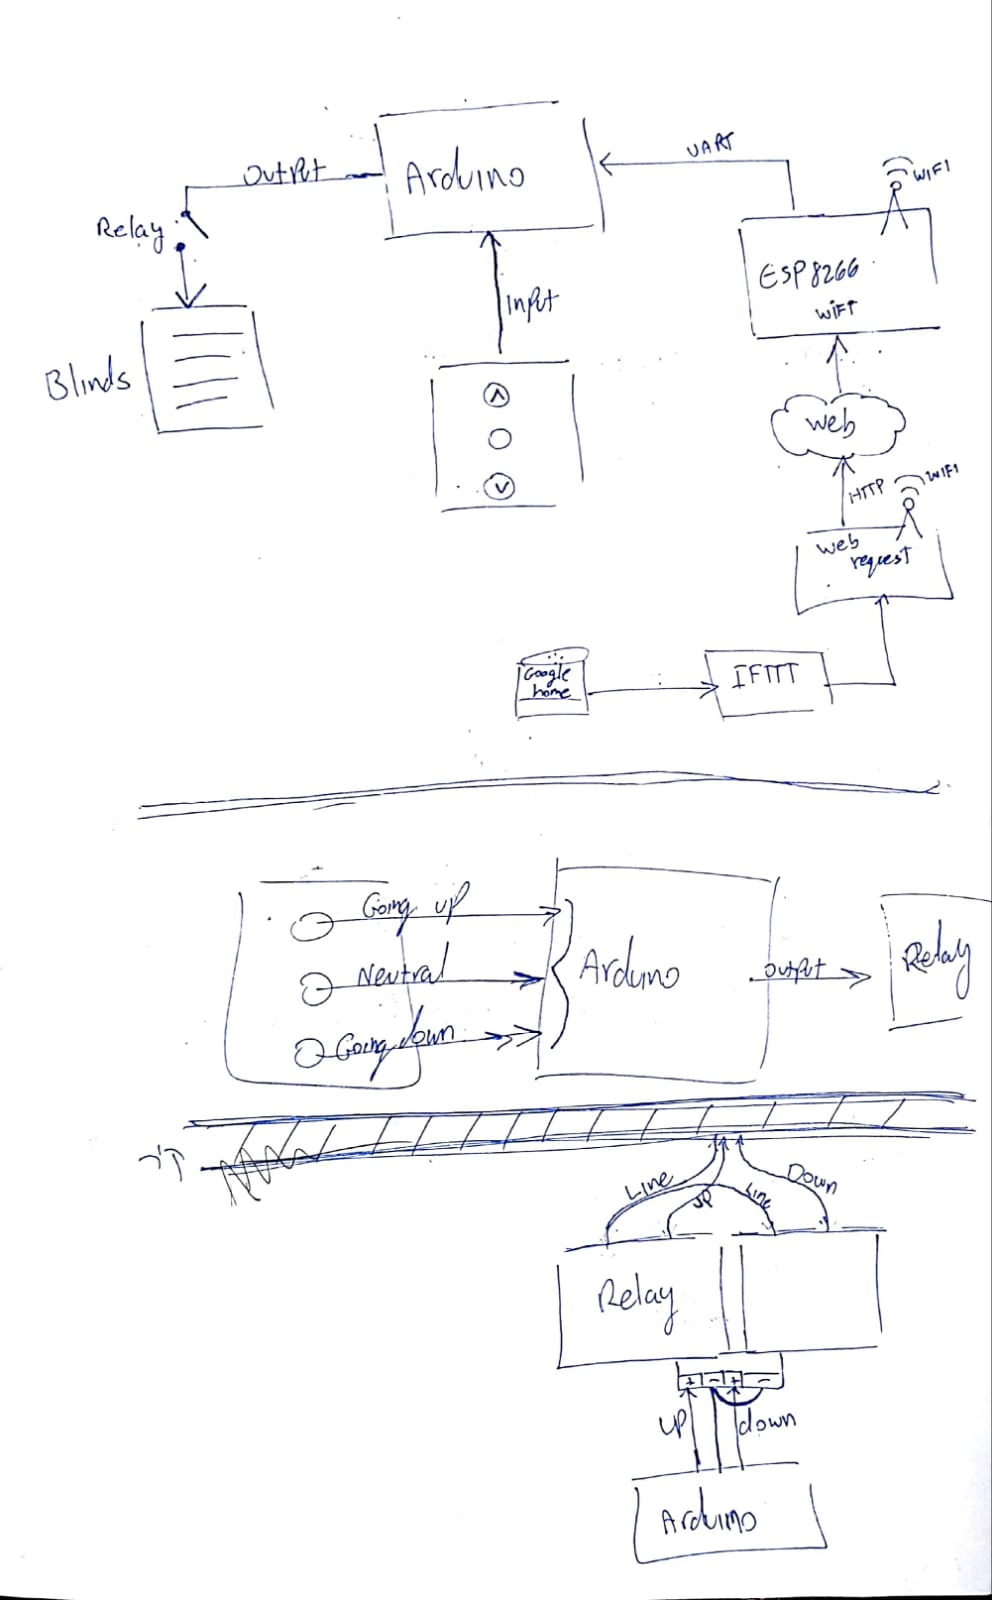 Output
Arduino
UART
WIFI
Relay
ESP8266
WiFi
Input
Blinds
web
HTTP
WIFI
web
request
Google
home
IFTTT
Going up
Neutral
Arduino
output
Relay
Going down
Line
UP
Line
Down
Relay
+ - + -
UP
down
Arduino